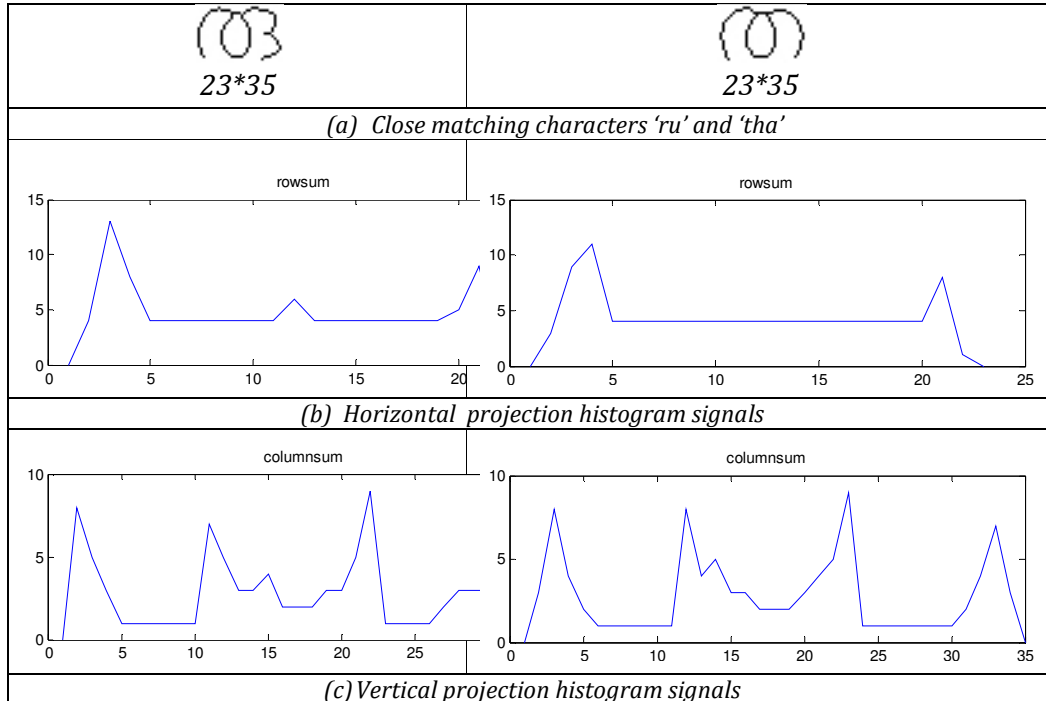 23*35 23*35
(a) Close matching characters ‘ru’ and ‘tha’
rowsum rowsum
15 15
10 10
5 5
0 0
0 5 10 15 20 0 5 10 15 20 25
(b) Horizontal projection histogram signals
columnsum columnsum
10 10
5 5
0 0
0 5 10 15 20 25 0 5 10 15 20 25 30 35
(c) Vertical projection histogram signals